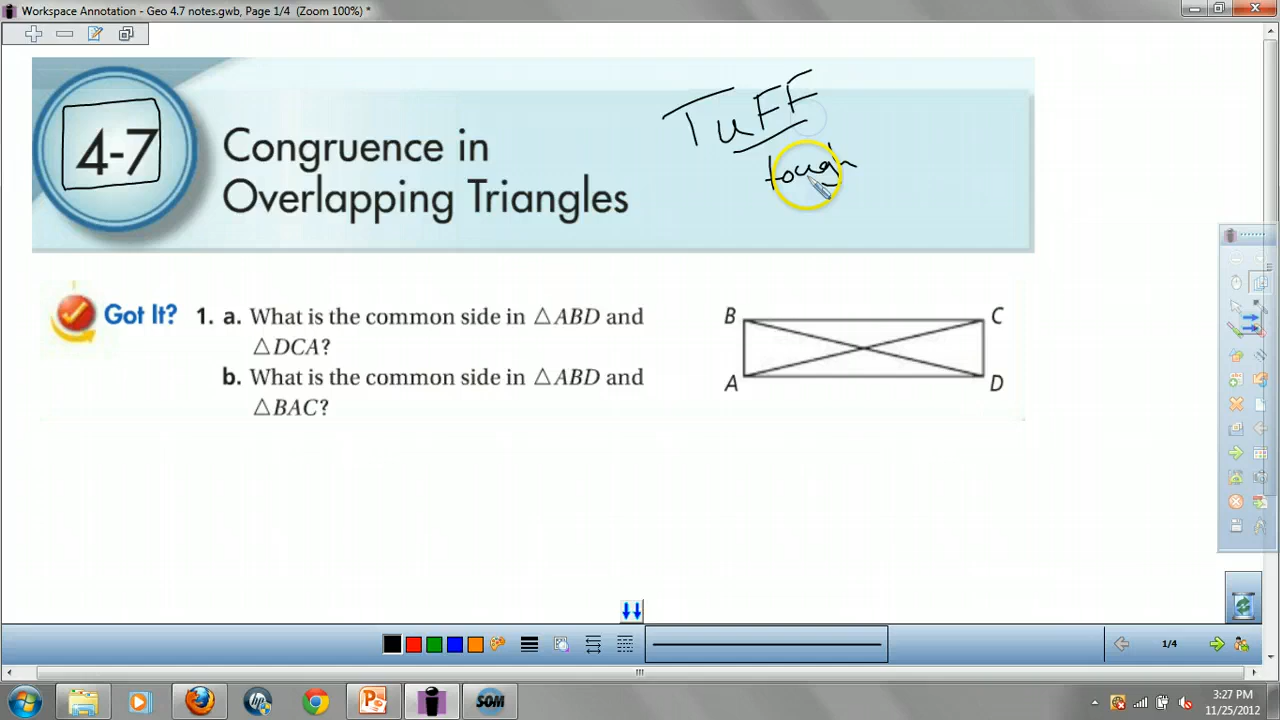 Workspace Annotation - Geo 4.7 notes.gwb, Page 1/4 (Zoom 100%) *
4-7
Congruence in
Overlapping Triangles
TuFF
tough
Got It?
1. a. What is the common side in △ABD and
△DCA?
b. What is the common side in △ABD and
△BAC?
B
C
A
D
1/4
SOM
3:27 PM
11/25/2012